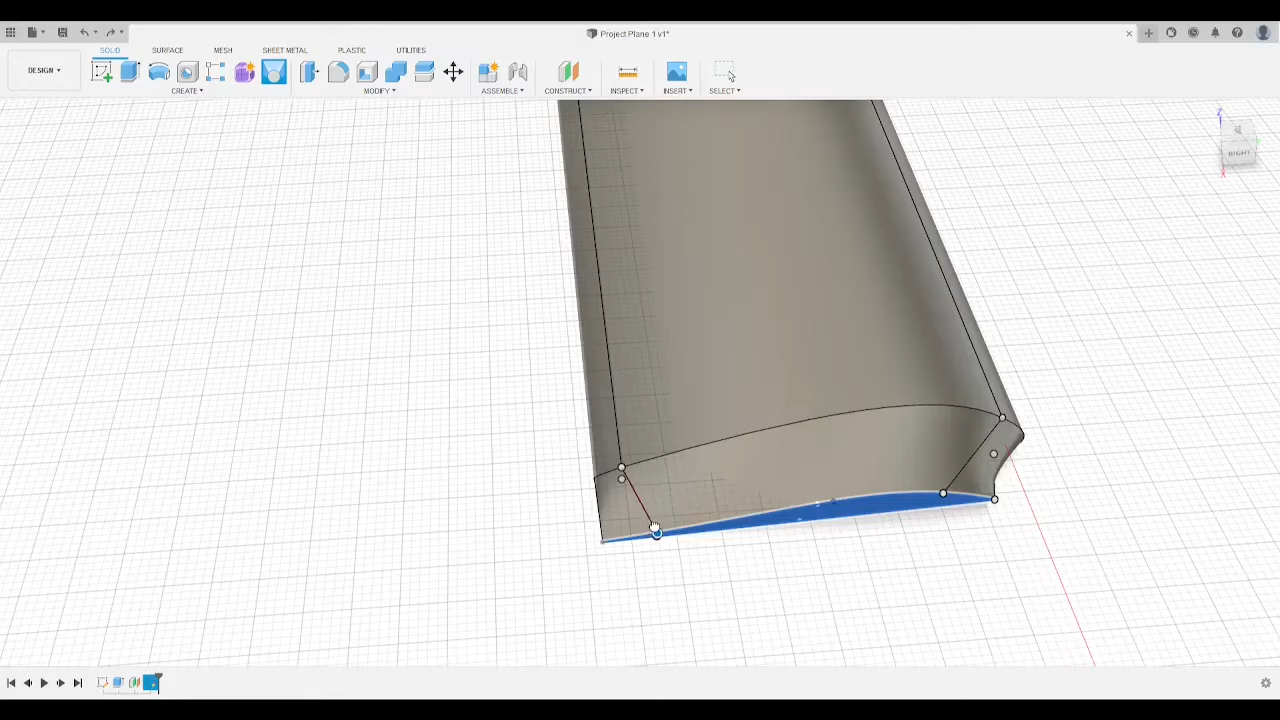 Project Plane 1 v1*
SOLID SURFACE MESH SHEET METAL PLASTIC UTILITIES
DESIGN
CREATE MODIFY ASSEMBLE CONSTRUCT INSPECT INSERT SELECT
Z
RIGHT
X